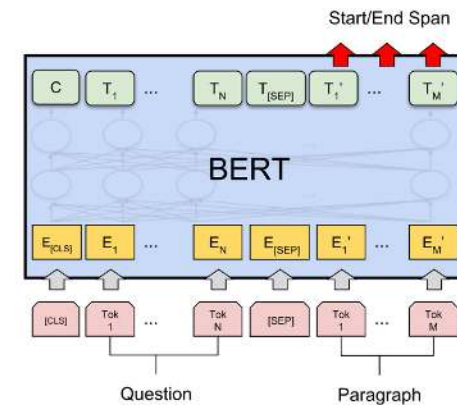 Start/End Span
C T1 ... TN T[SEP] T1' ... TM'
BERT
E[CLS] E1 ... EN E[SEP] E1' ... EM'
[CLS] Tok 1 ... Tok N [SEP] Tok 1 ... Tok M
Question Paragraph